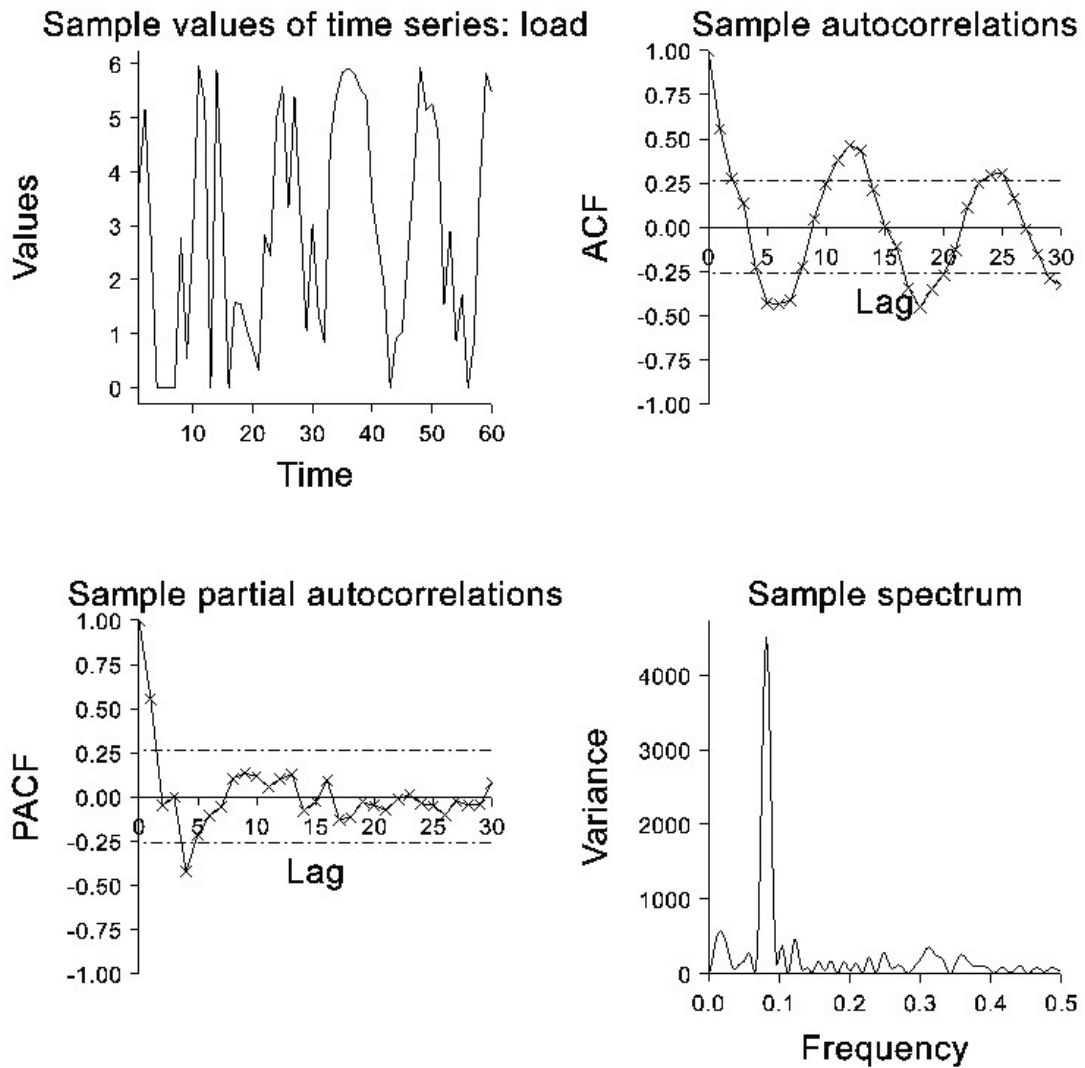 Sample values of time series: load
6
5
4
3
2
1
0
Values
10 20 30 40 50 60
Time
Sample autocorrelations
1.00
0.75
0.50
0.25
0.00
-0.25
-0.50
-0.75
-1.00
ACF
0 5 10 15 20 25 30
Lag
Sample partial autocorrelations
1.00
0.75
0.50
0.25
0.00
-0.25
-0.50
-0.75
-1.00
PACF
0 5 10 15 20 25 30
Lag
Sample spectrum
4000
3000
2000
1000
0
Variance
0.0 0.1 0.2 0.3 0.4 0.5
Frequency